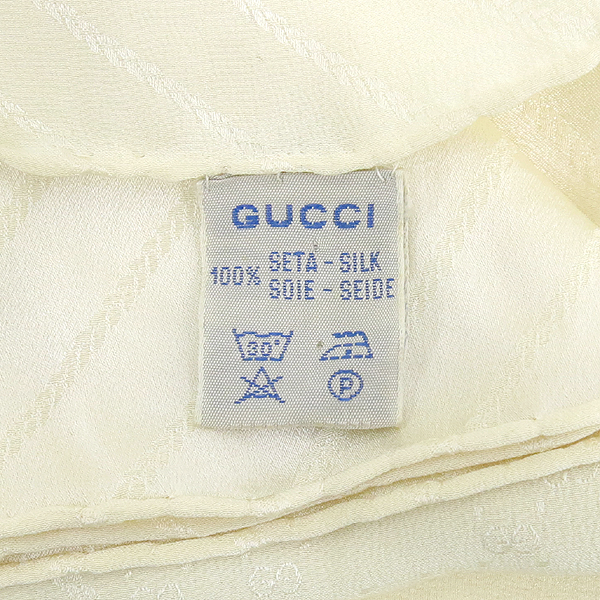 GUCCI
100% SETA - SILK
SOIE - SEIDE
30°
P